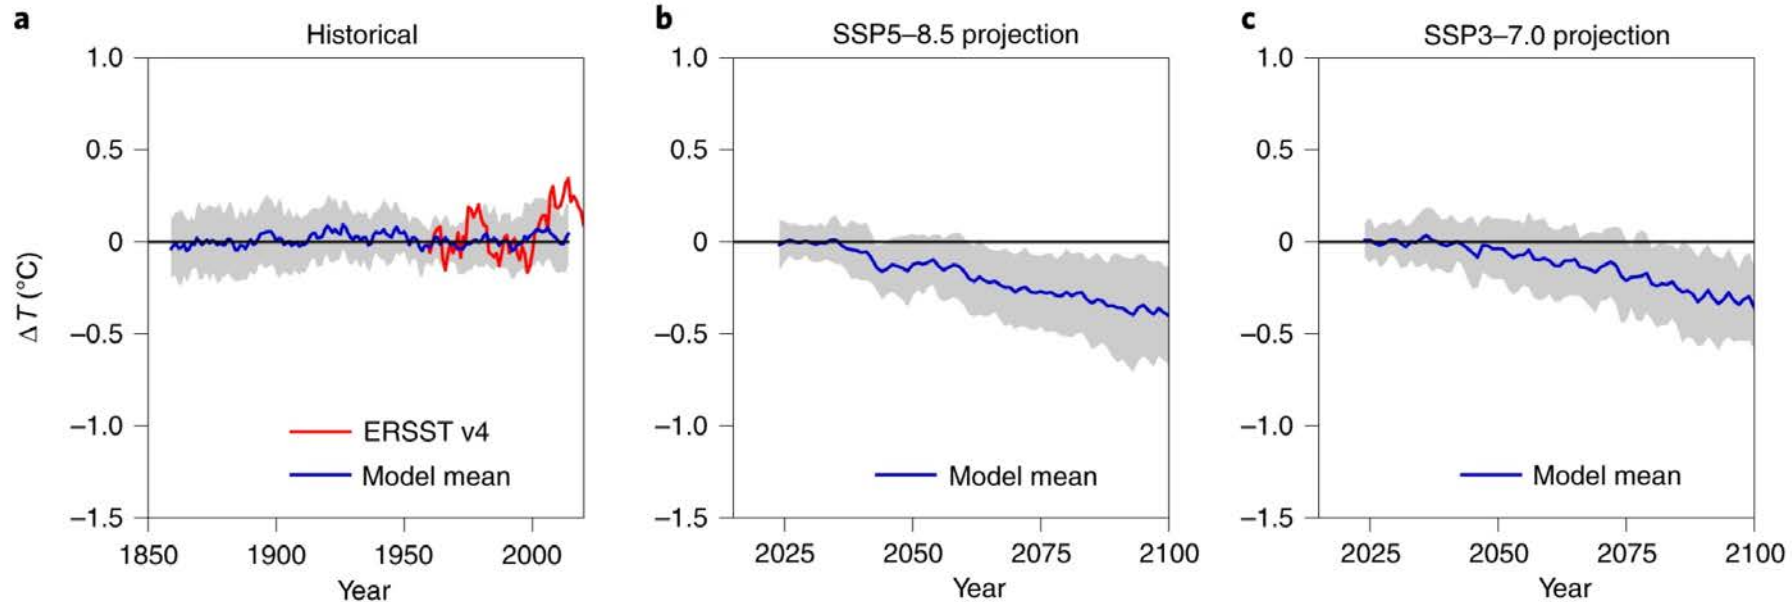 a
Historical
1.0
0.5
0
–0.5
–1.0
–1.5
ΔT (°C)
ERSST v4
Model mean
1850 1900 1950 2000
Year
b
SSP5–8.5 projection
1.0
0.5
0
–0.5
–1.0
–1.5
Model mean
2025 2050 2075 2100
Year
c
SSP3–7.0 projection
1.0
0.5
0
–0.5
–1.0
–1.5
Model mean
2025 2050 2075 2100
Year